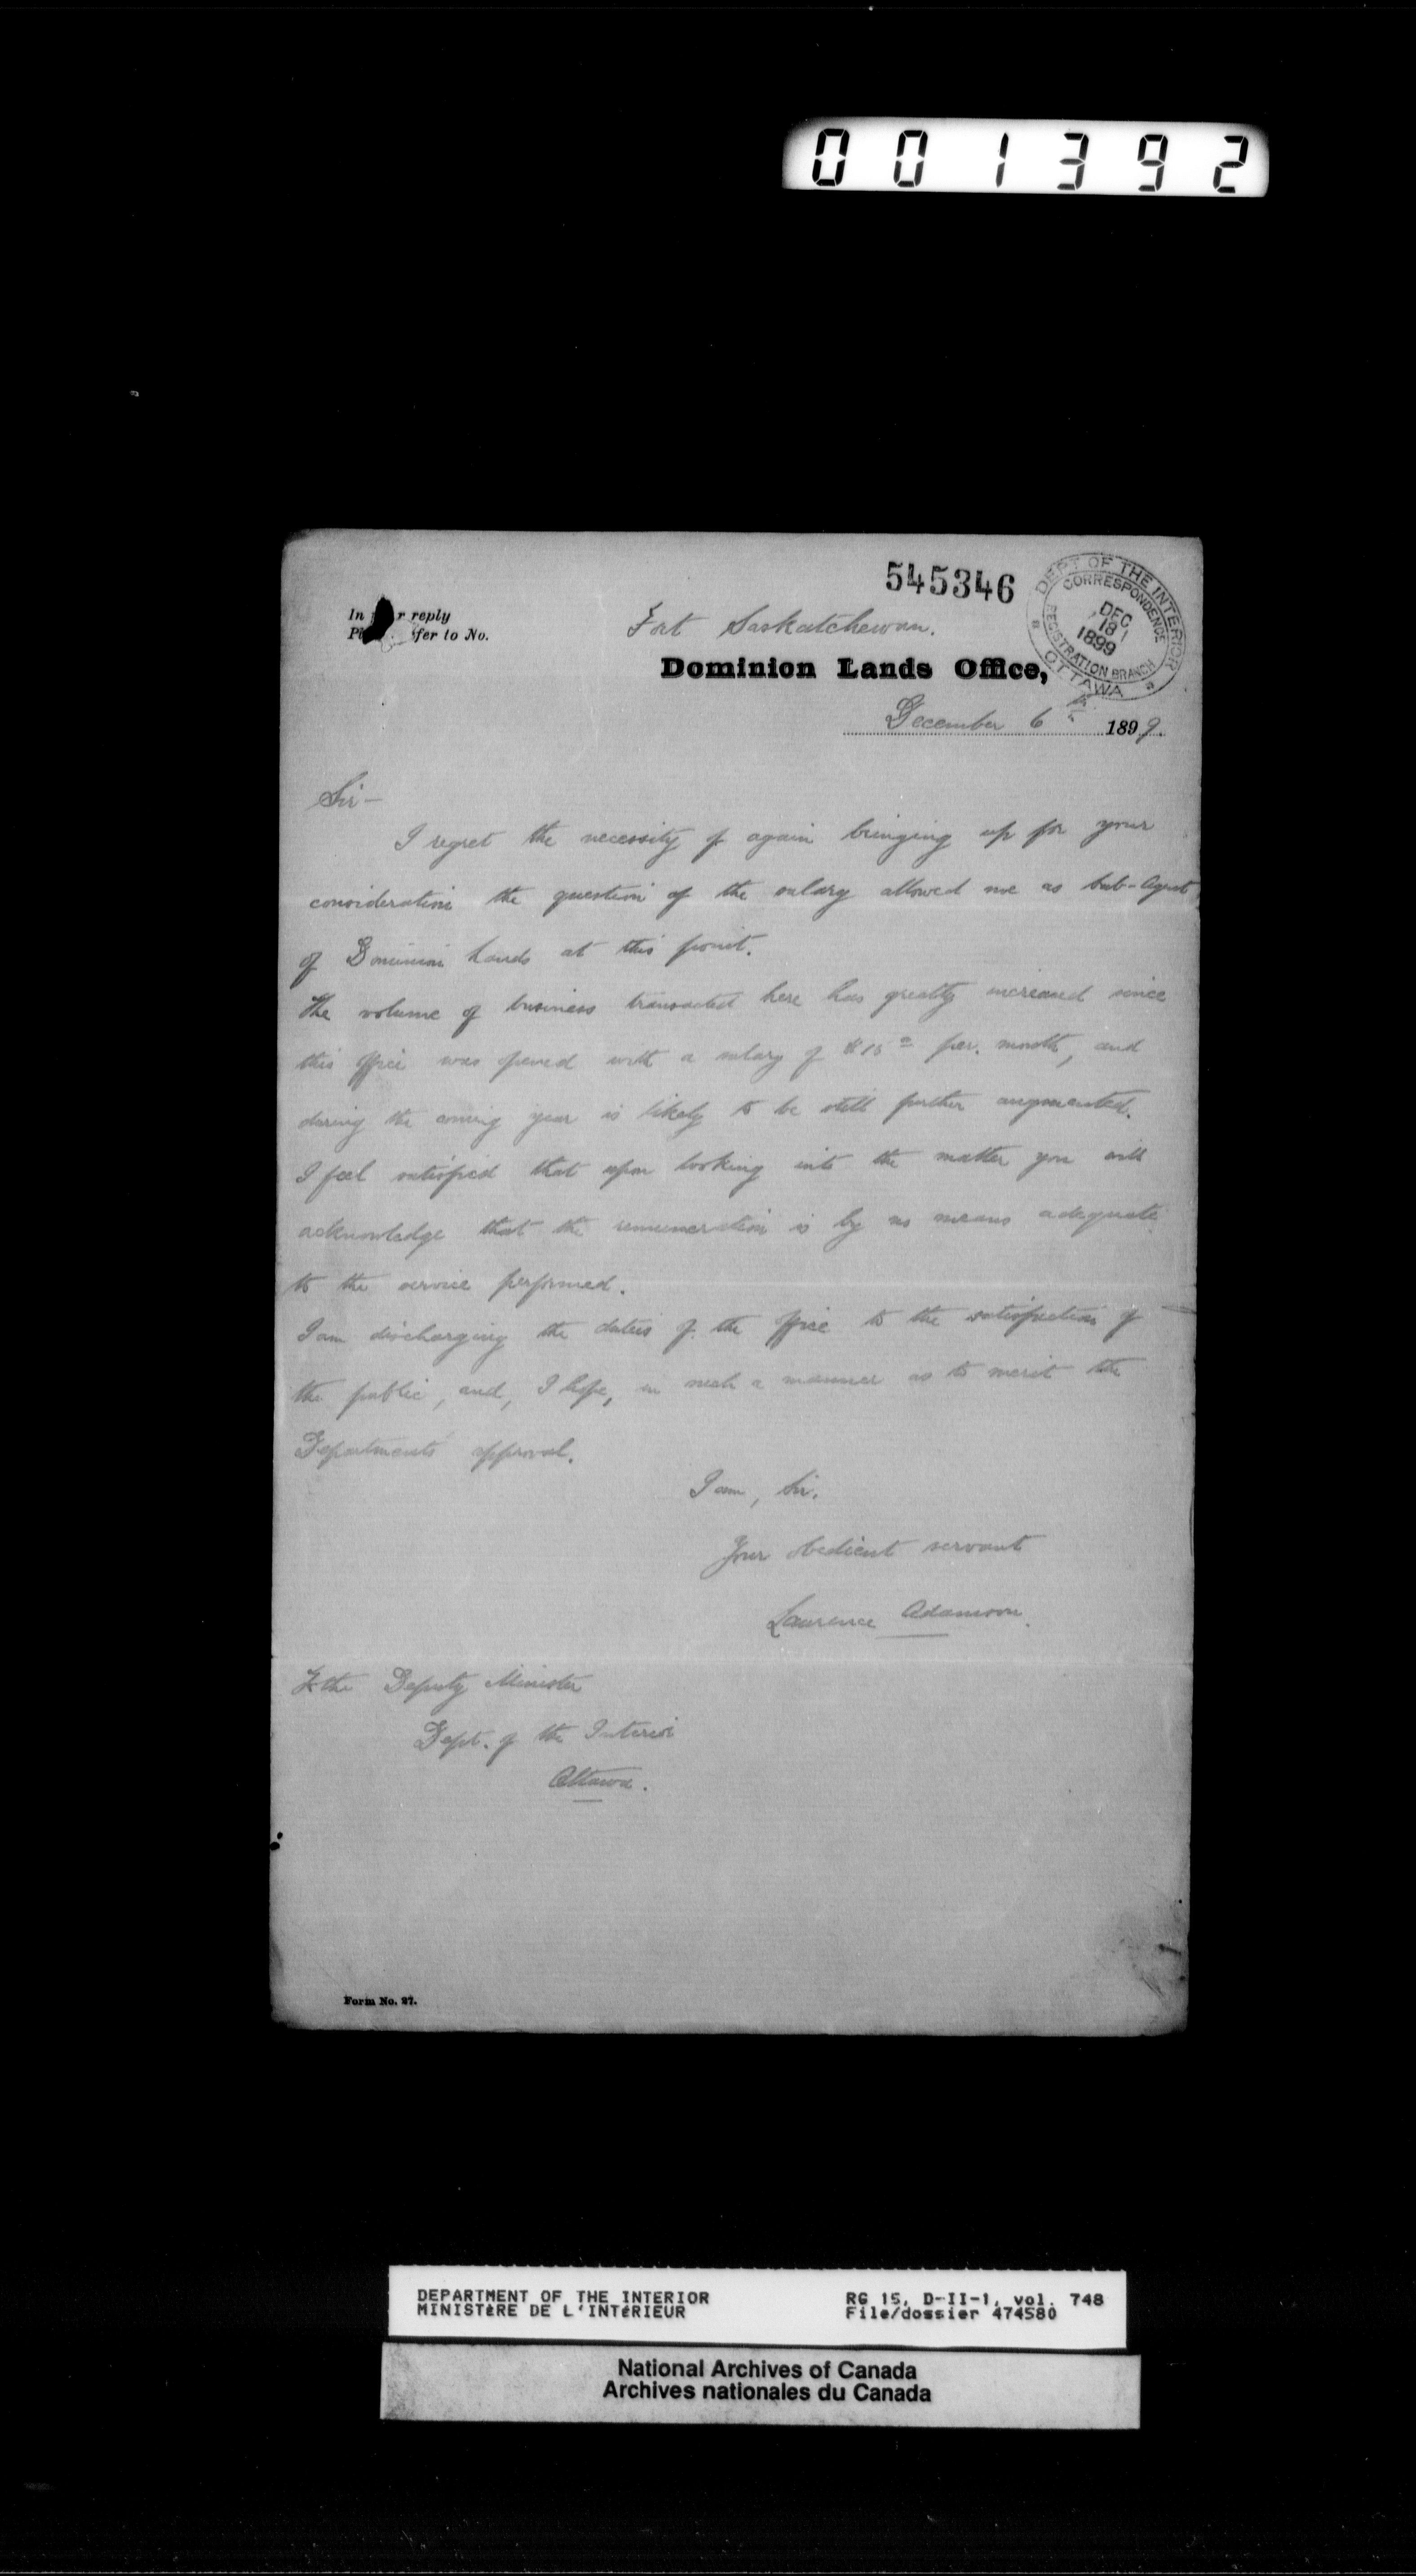 001392
545346
DEPT OF THE INTERIOR
CORRESPONDENCE
DEC
18
1899
REGISTRATION BRANCH
OTTAWA
In r reply
Pl fer to No.
Fort Saskatchewan.
Dominion Lands Office,
December 6th 1899.
Sir—
I regret the necessity of again bringing up for your
consideration the question of the salary allowed me as Sub-Agent
of Dominion Lands at this point.
The volume of business transacted here has greatly increased since
this office was opened with a salary of $15 per. month, and
during the coming year is likely to be still further augmented.
I feel satisfied that upon looking into the matter you will
acknowledge that the remuneration is by no means adequate
to the service performed.
I am discharging the duties of the office to the satisfaction of
the public, and, I hope, in such a manner as to merit the
Departments approval.
I am, Sir.
Your obedient servant
Laurence Adamson.
To the Deputy Minister
Dept. of the Interior
Ottawa.
Form No. 27.
DEPARTMENT OF THE INTERIOR RG 15, D-II-1, vol. 748
MINISTèRE DE L'INTéRIEUR File/dossier 474580
National Archives of Canada
Archives nationales du Canada